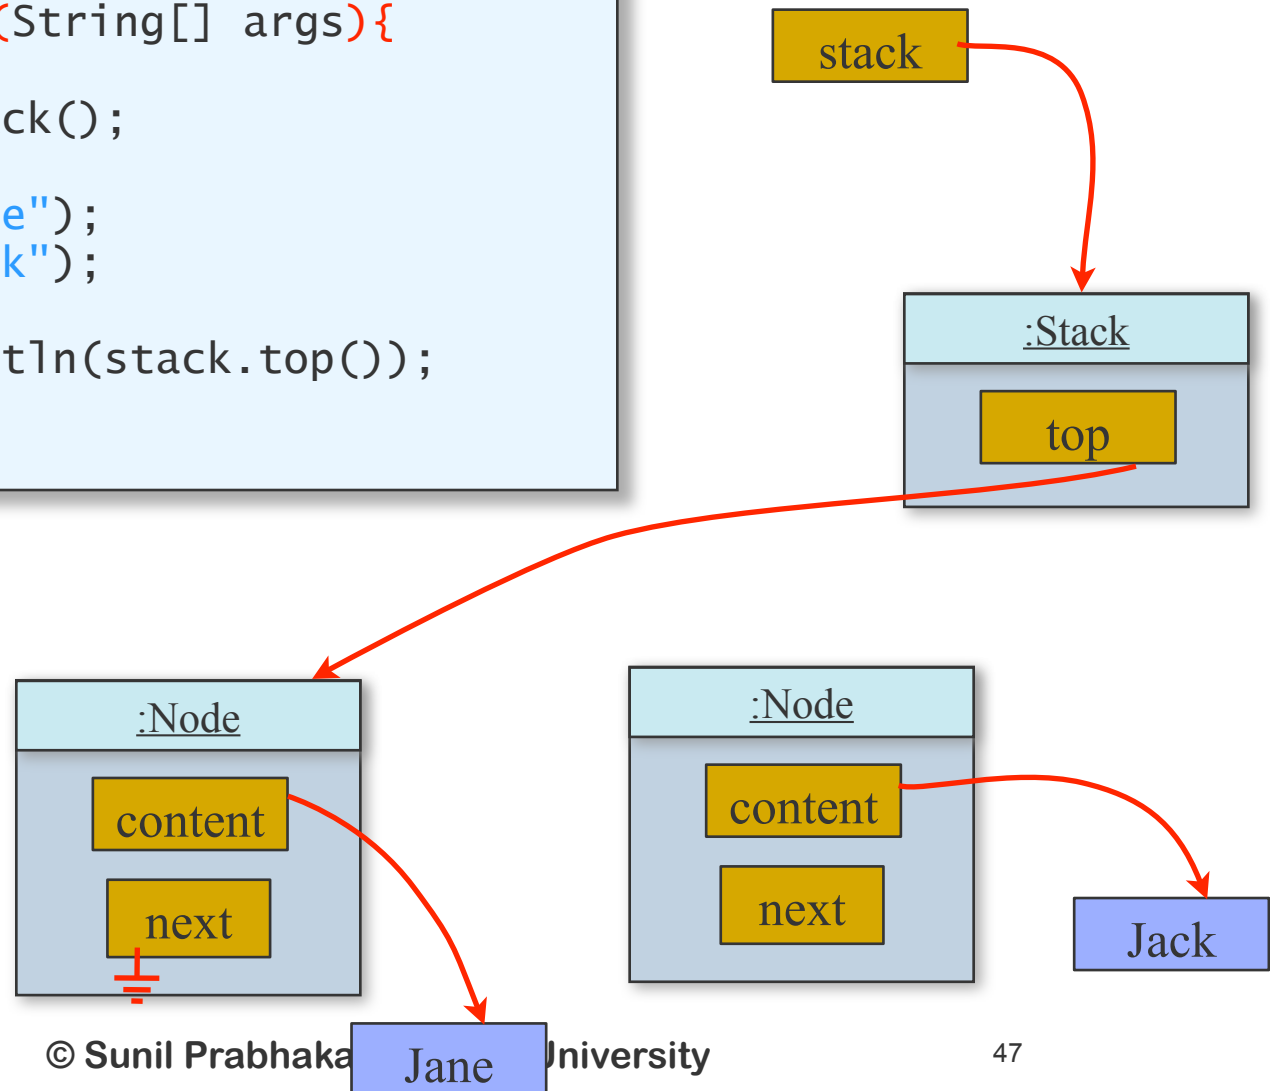 (String[] args){
ck();
e");
k");
tln(stack.top());
stack
:Stack
top
:Node
content
next
:Node
content
next
Jane
Jack
© Sunil Prabhaka
University
47